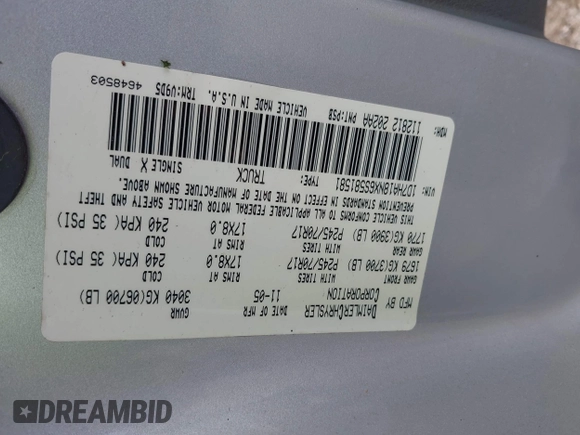 MFD BY DAIMLERCHRYSLER CORPORATION
DATE OF MFR 11-05
GVWR 3040 KG(06700 LB)
GAWR FRONT 1679 KG(3700 LB)
WITH TIRES P245/70R17
RIMS AT 17X8.0
COLD 240 KPA( 35 PSI)
GAWR REAR 1770 KG(3900 LB)
WITH TIRES P245/70R17
RIMS AT 17X8.0
COLD 240 KPA( 35 PSI)
THIS VEHICLE CONFORMS TO ALL APPLICABLE FEDERAL MOTOR VEHICLE SAFETY AND THEFT
PREVENTION STANDARDS IN EFFECT ON THE DATE OF MANUFACTURE SHOWN ABOVE.
VIN: 1D7HA18NX6S581581 TYPE: TRUCK SINGLE X DUAL
MDH: 112812 202AA PNT:PSB VEHICLE MADE IN U.S.A. TRM:V9D5 4648503
DREAMBID